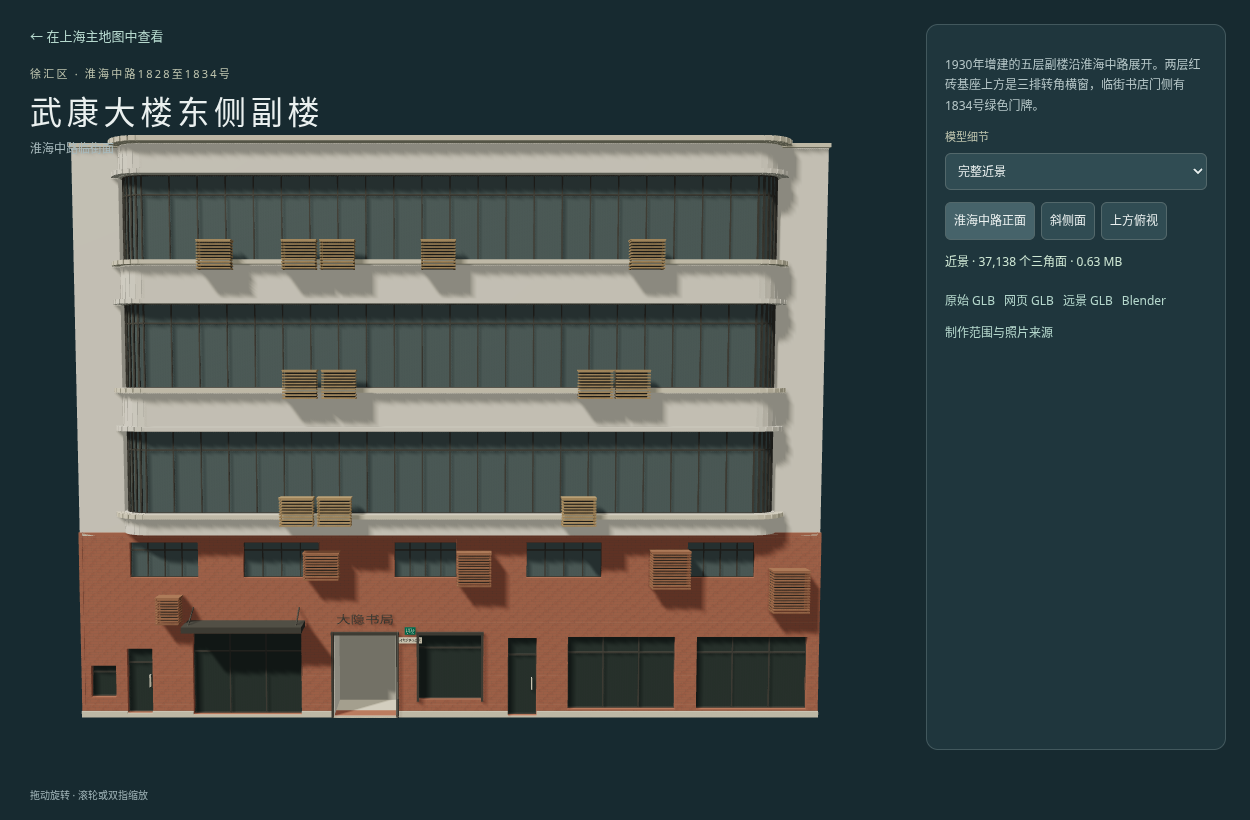 ← 在上海主地图中查看
徐汇区 · 淮海中路1828至1834号
武康大楼东侧副楼
淮海中路
大隐书局
拖动旋转 · 滚轮或双指缩放
1930年增建的五层副楼沿淮海中路展开。两层红
砖基座上方是三排转角横窗，临街书店门侧有
1834号绿色门牌。
模型细节
完整近景
淮海中路正面
斜侧面
上方俯视
近景 · 37,138 个三角面 · 0.63 MB
原始 GLB 网页 GLB 远景 GLB Blender
制作范围与照片来源